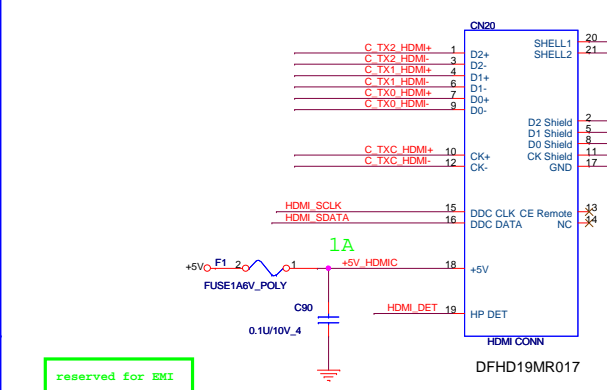 CN20
C_TX2_HDMI+ 1 D2+ SHELL1 20
C_TX2_HDMI- 3 D2- SHELL2 21
C_TX1_HDMI+ 4 D1+
C_TX1_HDMI- 6 D1-
C_TX0_HDMI+ 7 D0+
C_TX0_HDMI- 9 D0-
D2 Shield 2
D1 Shield 5
D0 Shield 8
C_TXC_HDMI+ 10 CK+ CK Shield 11
C_TXC_HDMI- 12 CK- GND 17
HDMI_SCLK 15 DDC CLK CE Remote 13
HDMI_SDATA 16 DDC DATA NC 14
1A
+5V F1 2 1 +5V_HDMIC 18 +5V
FUSE1A6V_POLY
C90 HDMI_DET 19 HP DET
0.1U/10V_4
HDMI CONN
DFHD19MR017
reserved for EMI